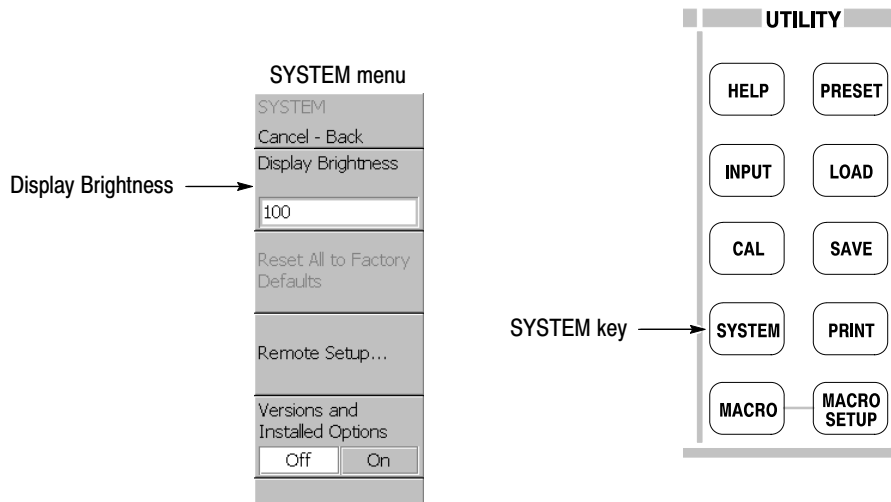 SYSTEM menu
SYSTEM
Cancel - Back
Display Brightness
Display Brightness
100
Reset All to Factory
Defaults
Remote Setup...
Versions and
Installed Options
Off On
UTILITY
HELP PRESET
INPUT LOAD
CAL SAVE
SYSTEM key
SYSTEM PRINT
MACRO MACRO
SETUP